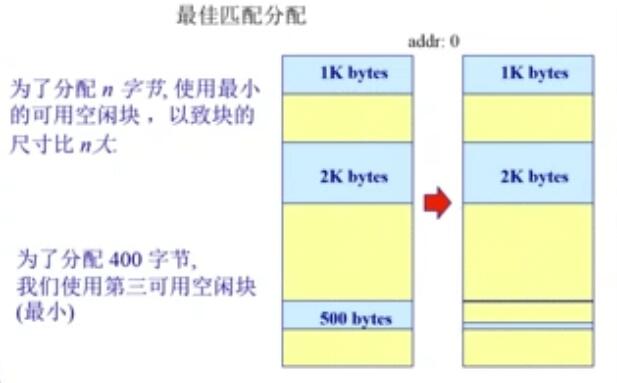 最佳匹配分配
addr: 0
为了分配 n 字节, 使用最小
的可用空闲块，以致块的
尺寸比 n大.
1K bytes
2K bytes
500 bytes
1K bytes
2K bytes
为了分配 400 字节,
我们使用第三可用空闲块
(最小)